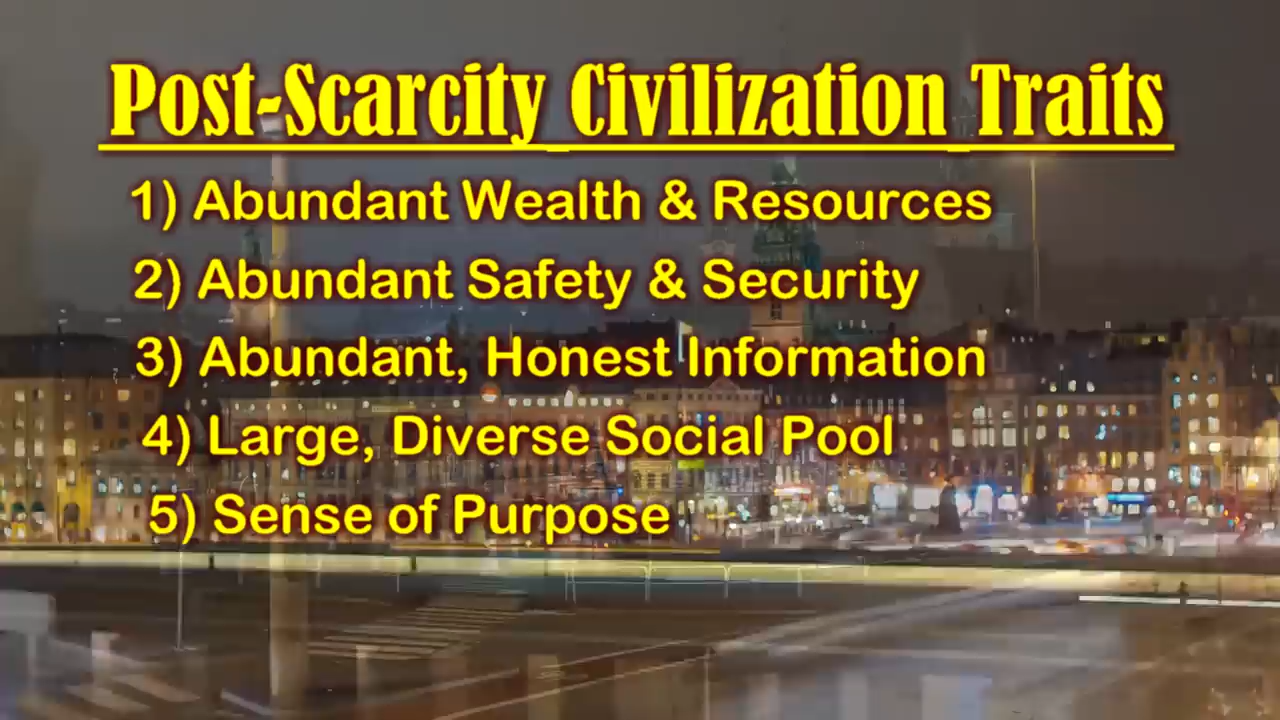 Post-Scarcity Civilization Traits
1) Abundant Wealth & Resources
2) Abundant Safety & Security
3) Abundant, Honest Information
4) Large, Diverse Social Pool
5) Sense of Purpose